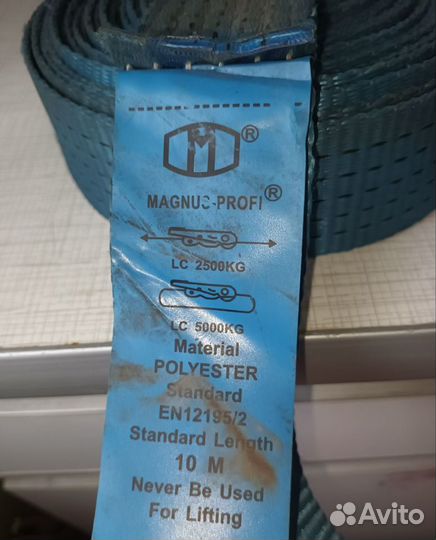 M ®
MAGNUS-PROFI ®
LC 2500KG
LC 5000KG
Material
POLYESTER
Standard
EN12195/2
Standard Length
10 M
Never Be Used
For Lifting
Avito